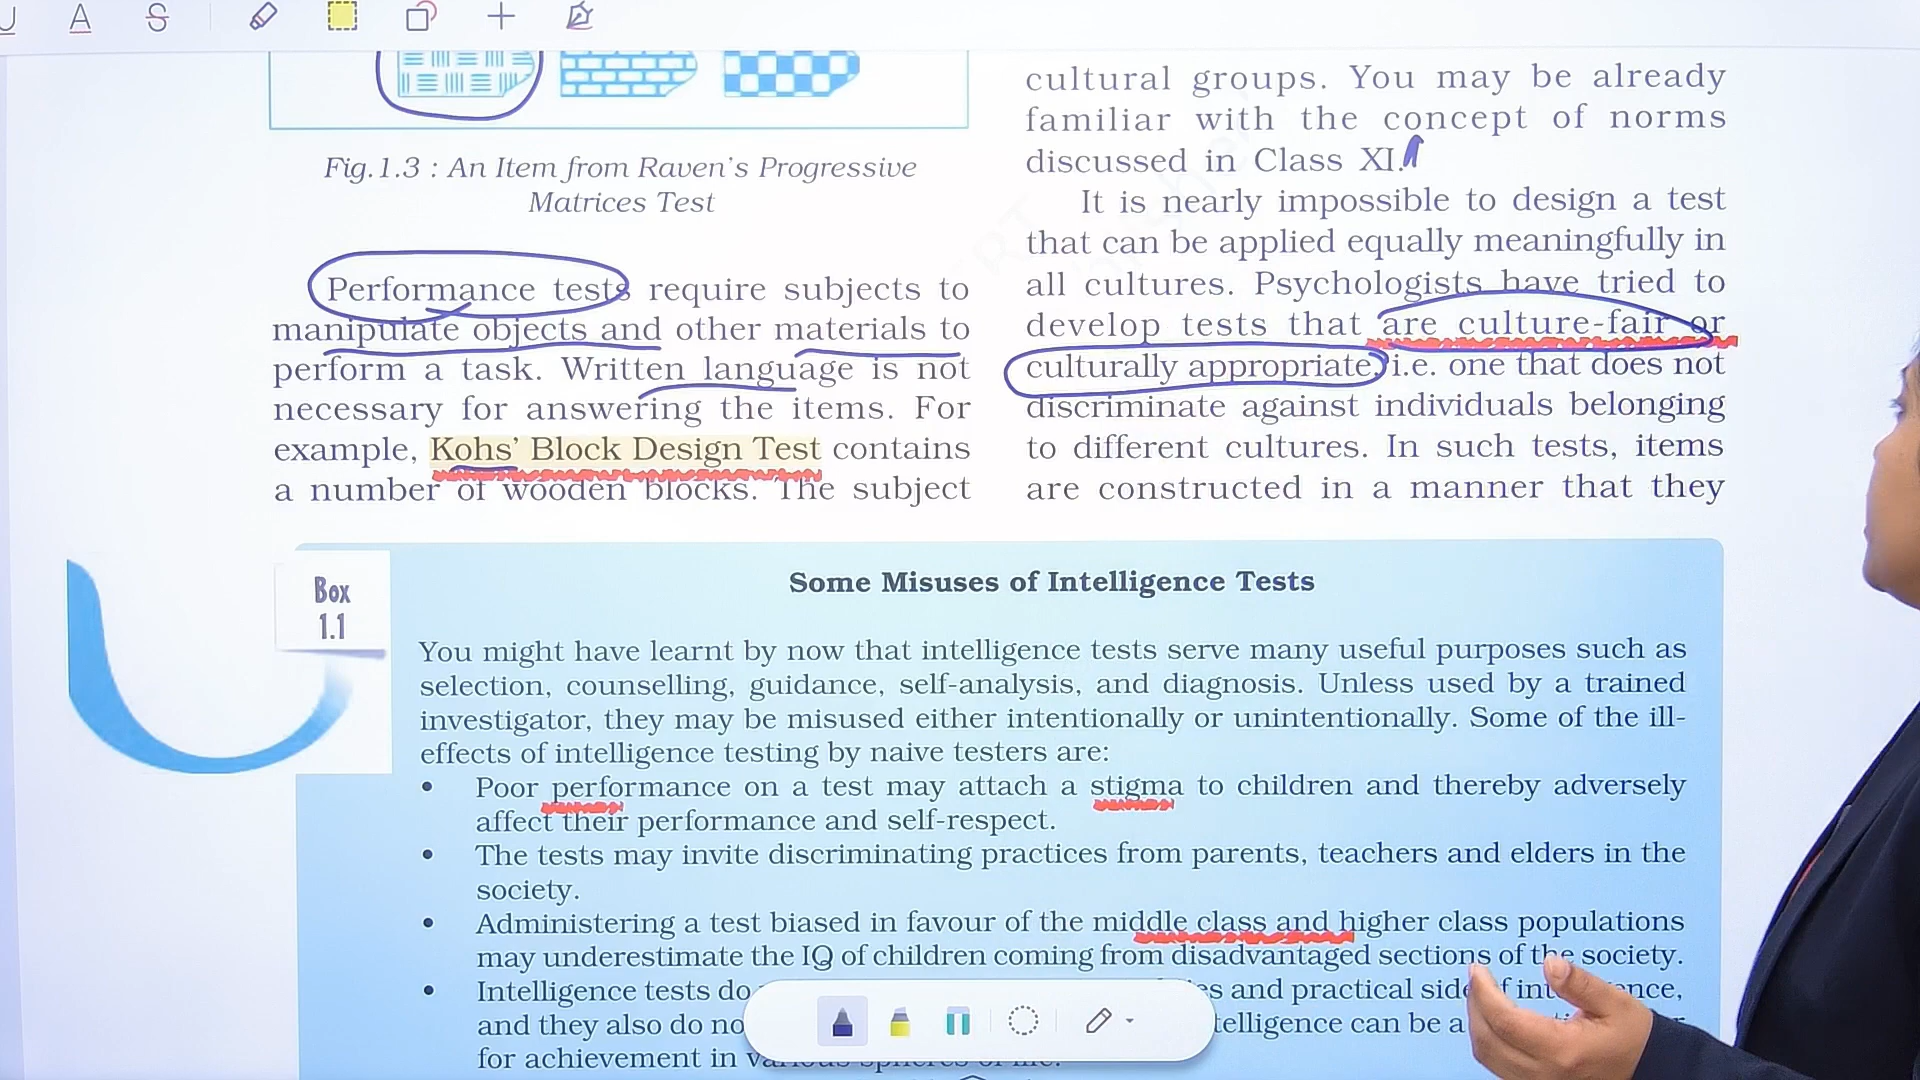 U A S
Fig.1.3 : An Item from Raven's Progressive
Matrices Test
Performance tests require subjects to
manipulate objects and other materials to
perform a task. Written language is not
necessary for answering the items. For
example, Kohs' Block Design Test contains
a number of wooden blocks. The subject
cultural groups. You may be already
familiar with the concept of norms
discussed in Class XI.
It is nearly impossible to design a test
that can be applied equally meaningfully in
all cultures. Psychologists have tried to
develop tests that are culture-fair or
culturally appropriate, i.e. one that does not
discriminate against individuals belonging
to different cultures. In such tests, items
are constructed in a manner that they
Box
1.1
Some Misuses of Intelligence Tests
You might have learnt by now that intelligence tests serve many useful purposes such as
selection, counselling, guidance, self-analysis, and diagnosis. Unless used by a trained
investigator, they may be misused either intentionally or unintentionally. Some of the ill-
effects of intelligence testing by naive testers are:
• Poor performance on a test may attach a stigma to children and thereby adversely
affect their performance and self-respect.
• The tests may invite discriminating practices from parents, teachers and elders in the
society.
• Administering a test biased in favour of the middle class and higher class populations
may underestimate the IQ of children coming from disadvantaged sections of the society.
• Intelligence tests do and practical side
and they also do can be a
for achievement in various spheres of life.